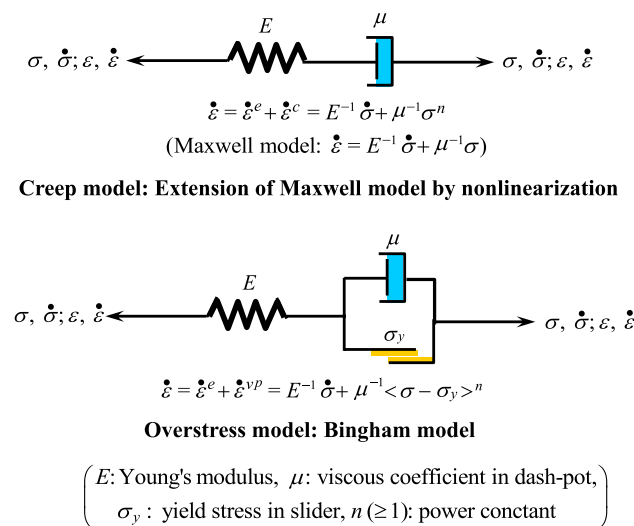 E
μ
σ, σ̇; ε, ε̇
σ, σ̇; ε, ε̇
ε̇ = ε̇ᵉ + ε̇ᶜ = E⁻¹ σ̇ + μ⁻¹σⁿ
(Maxwell model: ε̇ = E⁻¹ σ̇ + μ⁻¹σ)
Creep model: Extension of Maxwell model by nonlinearization
μ
E
σ, σ̇; ε, ε̇
σ, σ̇; ε, ε̇
σ_y
ε̇ = ε̇ᵉ + ε̇ᵛᵖ = E⁻¹ σ̇ + μ⁻¹<σ − σ_y>ⁿ
Overstress model: Bingham model
(E: Young's modulus, μ: viscous coefficient in dash-pot,
σ_y : yield stress in slider, n (≥1): power conctant)